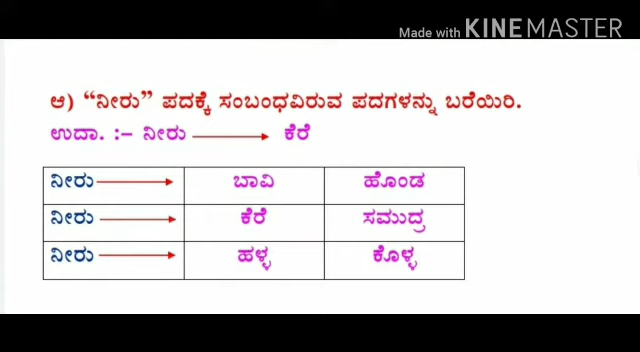 Made with KINEMASTER
ಆ) “ನೀರು” ಪದಕ್ಕೆ ಸಂಬಂಧವಿರುವ ಪದಗಳನ್ನು ಬರೆಯಿರಿ.
ಉದಾ. :– ನೀರು → ಕೆರೆ
ನೀರು → ಬಾವಿ ಹೊಂಡ
ನೀರು → ಕೆರೆ ಸಮುದ್ರ
ನೀರು → ಹಳ್ಳ ಕೊಳ್ಳ